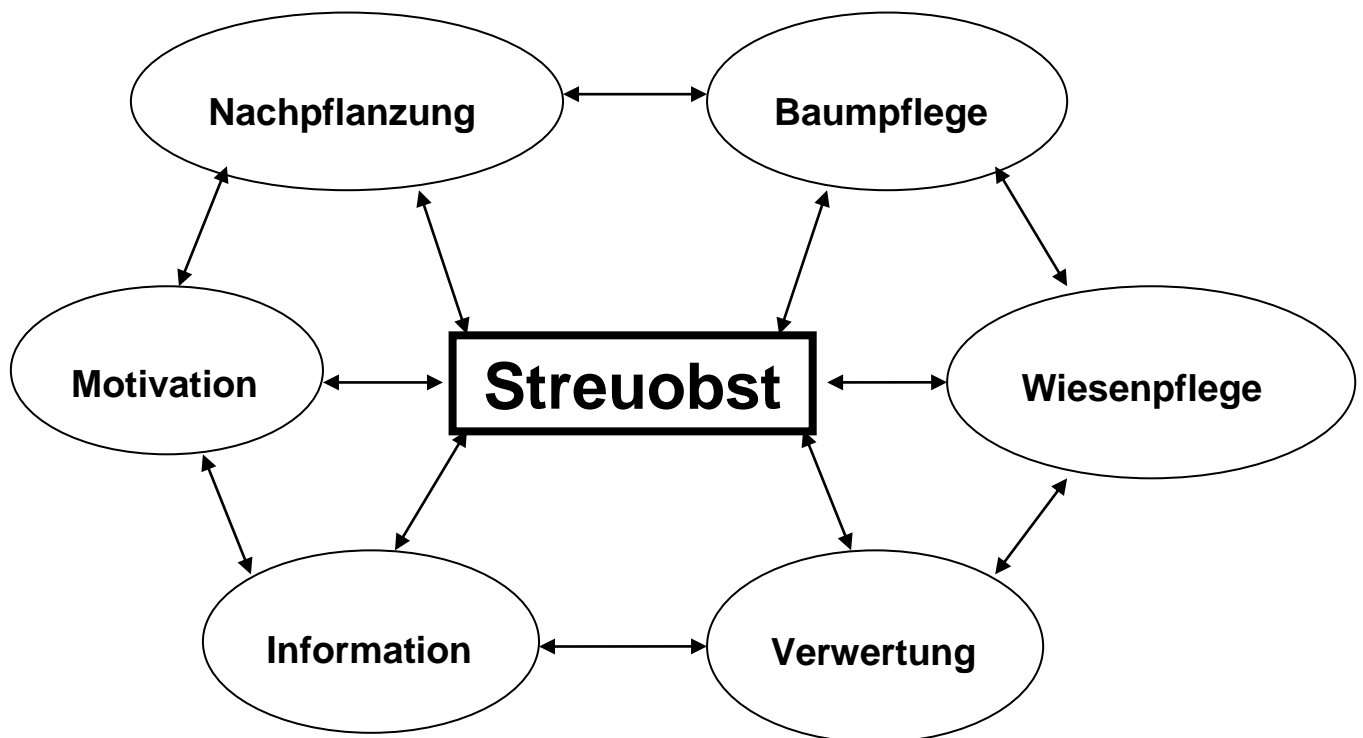 Nachpflanzung
Baumpflege
Motivation
Streuobst
Wiesenpflege
Information
Verwertung